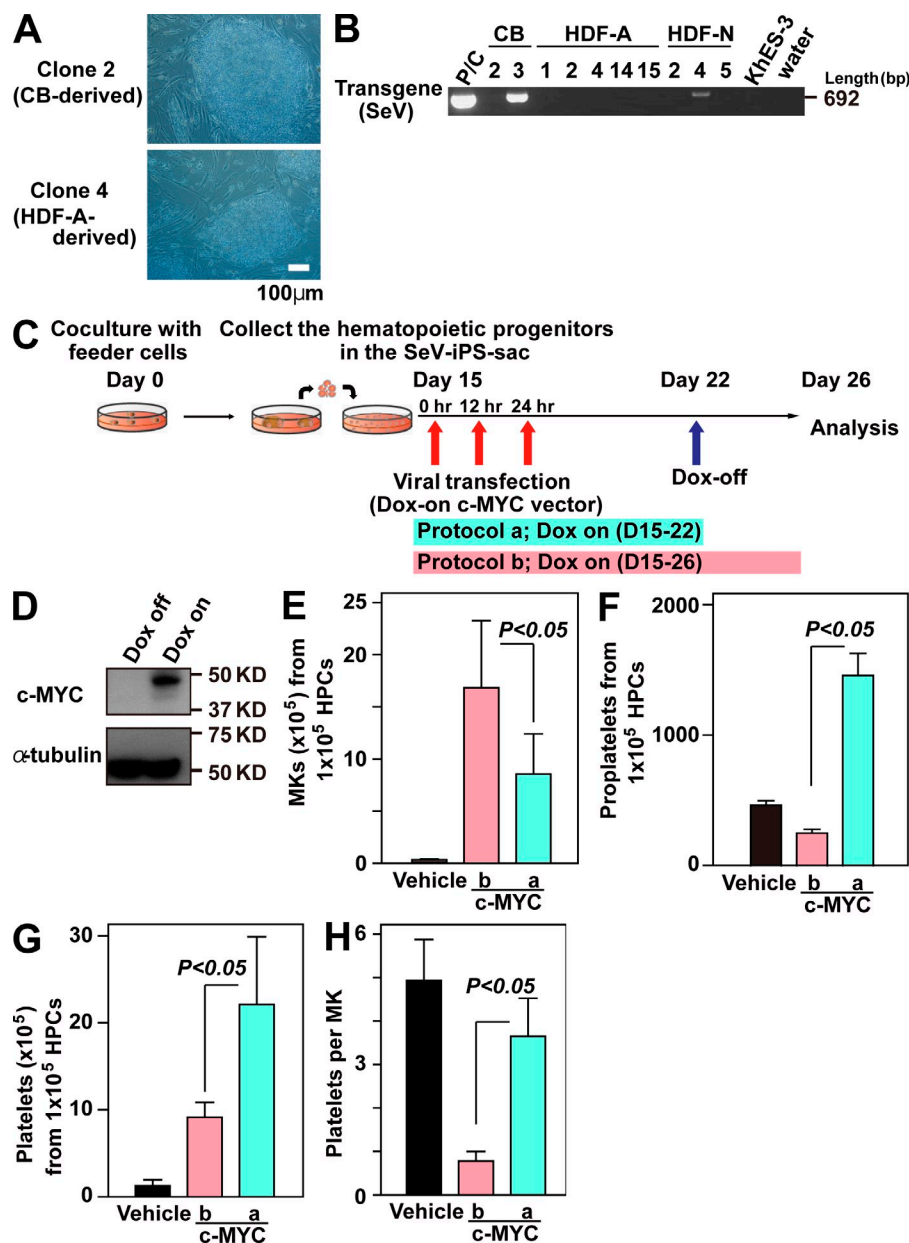 A
Clone 2
(CB-derived)
Clone 4
(HDF-A-
derived)
100μm
B
CB HDF-A HDF-N
P/C 2 3 1 2 4 14 15 2 4 5 KhES-3 water
Transgene
(SeV)
Length (bp)
692
C
Coculture with
feeder cells
Collect the hematopoietic progenitors
in the SeV-iPS-sac
Day 0
Day 15
Day 22
Day 26
0 hr 12 hr 24 hr
Analysis
Viral transfection
(Dox-on c-MYC vector)
Dox-off
Protocol a; Dox on (D15-22)
Protocol b; Dox on (D15-26)
D
Dox off Dox on
c-MYC
50 KD
37 KD
α-tubulin
75 KD
50 KD
E
MKs (x10⁵) from
1x10⁵ HPCs
25
20
15
10
5
0
P<0.05
Vehicle b a
c-MYC
F
Proplatelets from
1x10⁵ HPCs
2000
1000
0
P<0.05
Vehicle b a
c-MYC
G
Platelets (x10⁵)
from 1x10⁵ HPCs
30
20
10
0
P<0.05
Vehicle b a
c-MYC
H
Platelets per MK
6
3
0
P<0.05
Vehicle b a
c-MYC